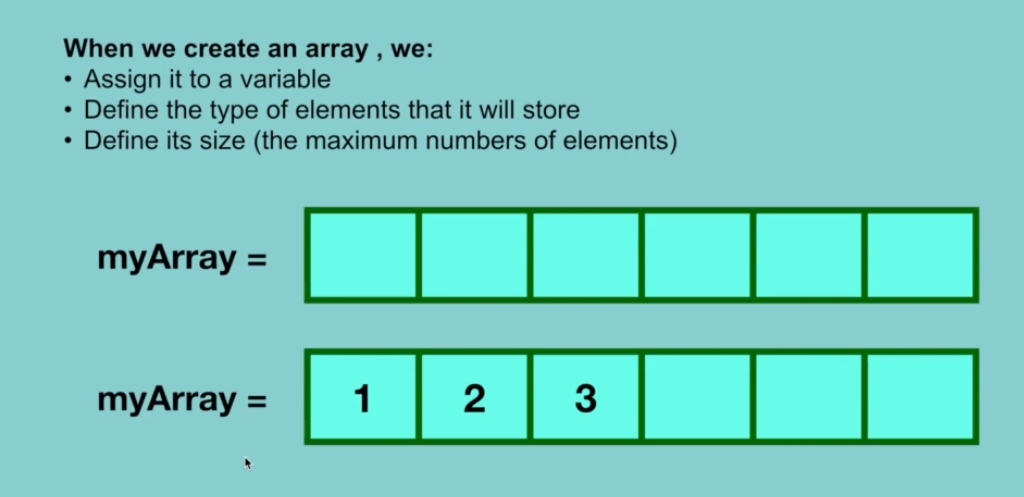 When we create an array , we:
• Assign it to a variable
• Define the type of elements that it will store
• Define its size (the maximum numbers of elements)
myArray =
myArray = 1 2 3